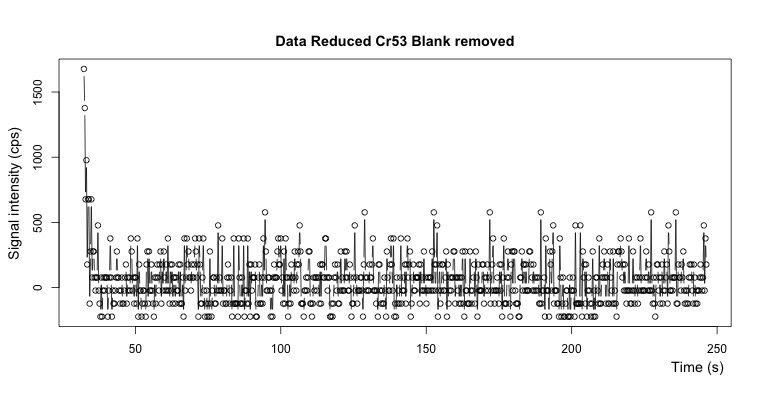 Data Reduced Cr53 Blank removed
Signal intensity (cps)
1500
1000
500
0
50 100 150 200 250
Time (s)